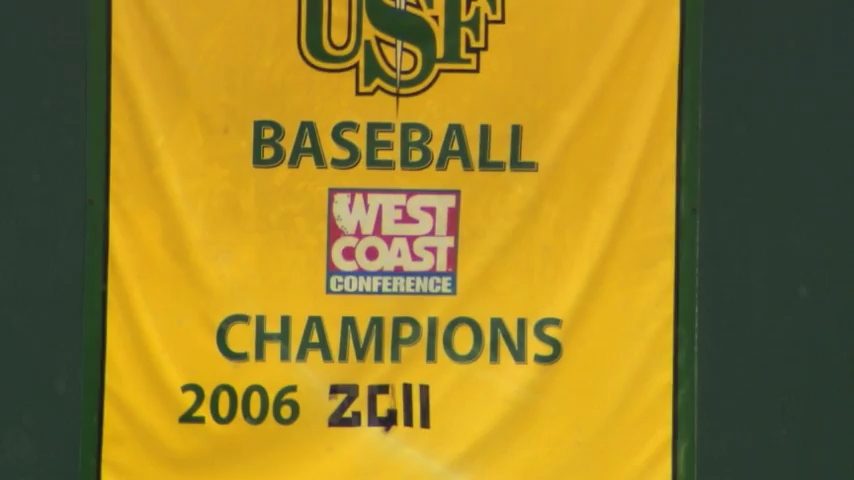 USF
BASEBALL
WEST
COAST
CONFERENCE
CHAMPIONS
2006 2011